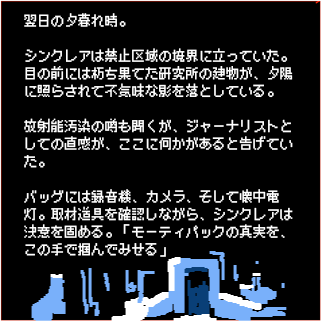 翌日の夕暮れ時。
シンクレアは禁止区域の境界に立っていた。
目の前には朽ち果てた研究所の建物が、夕陽
に照らされて不気味な影を落としている。
放射能汚染の噂も聞くが、ジャーナリストと
しての直感が、ここに何かがあると告げてい
た。
バッグには録音機、カメラ、そして懐中電
灯。取材道具を確認しながら、シンクレアは
決意を固める。「モーティパックの真実を、
この手で掴んでみせる」